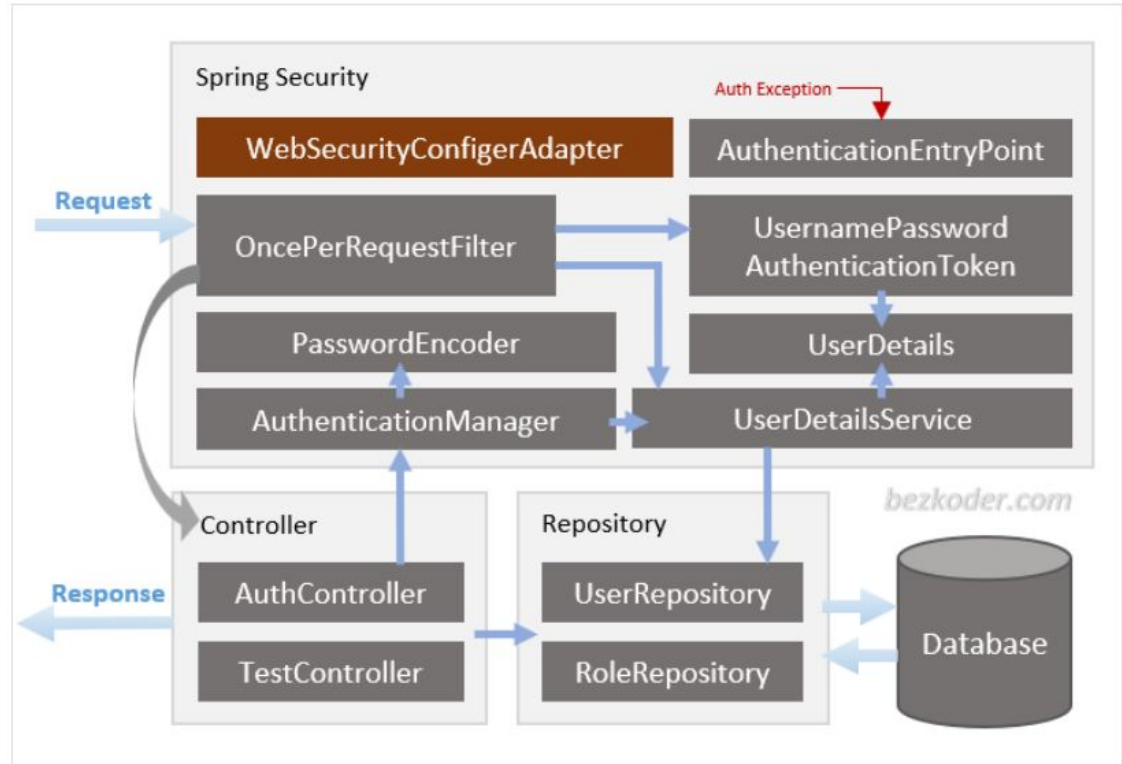 Spring Security
Auth Exception
WebSecurityConfigerAdapter
AuthenticationEntryPoint
Request
OncePerRequestFilter
UsernamePassword
AuthenticationToken
PasswordEncoder
UserDetails
AuthenticationManager
UserDetailsService
bezkoder.com
Controller
Repository
Response
AuthController
UserRepository
Database
TestController
RoleRepository